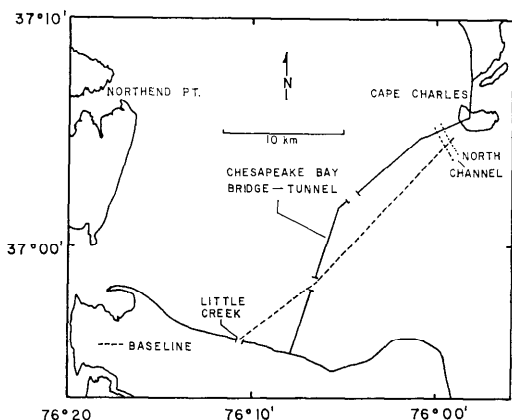 37°10'
NORTHEND PT.
N
CAPE CHARLES
10 km
NORTH
CHANNEL
CHESAPEAKE BAY
BRIDGE — TUNNEL
37°00'
LITTLE
CREEK
BASELINE
76°20
76°10'
76°00'